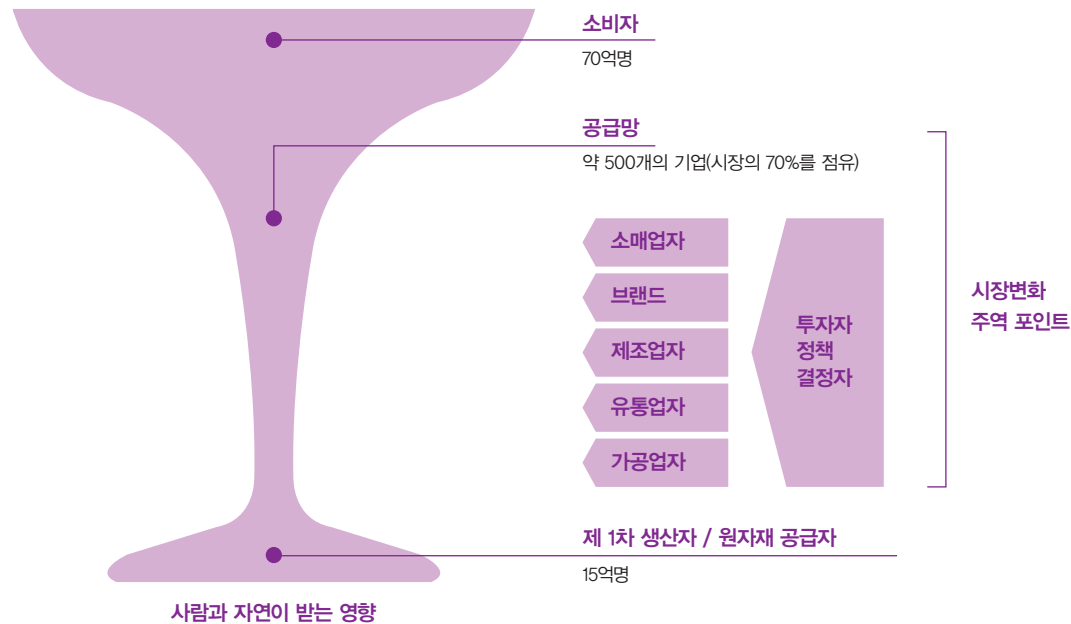 소비자
70억명
공급망
약 500개의 기업(시장의 70%를 점유)
소매업자
브랜드
제조업자
유통업자
가공업자
투자자
정책
결정자
시장변화
주역 포인트
제 1차 생산자 / 원자재 공급자
15억명
사람과 자연이 받는 영향